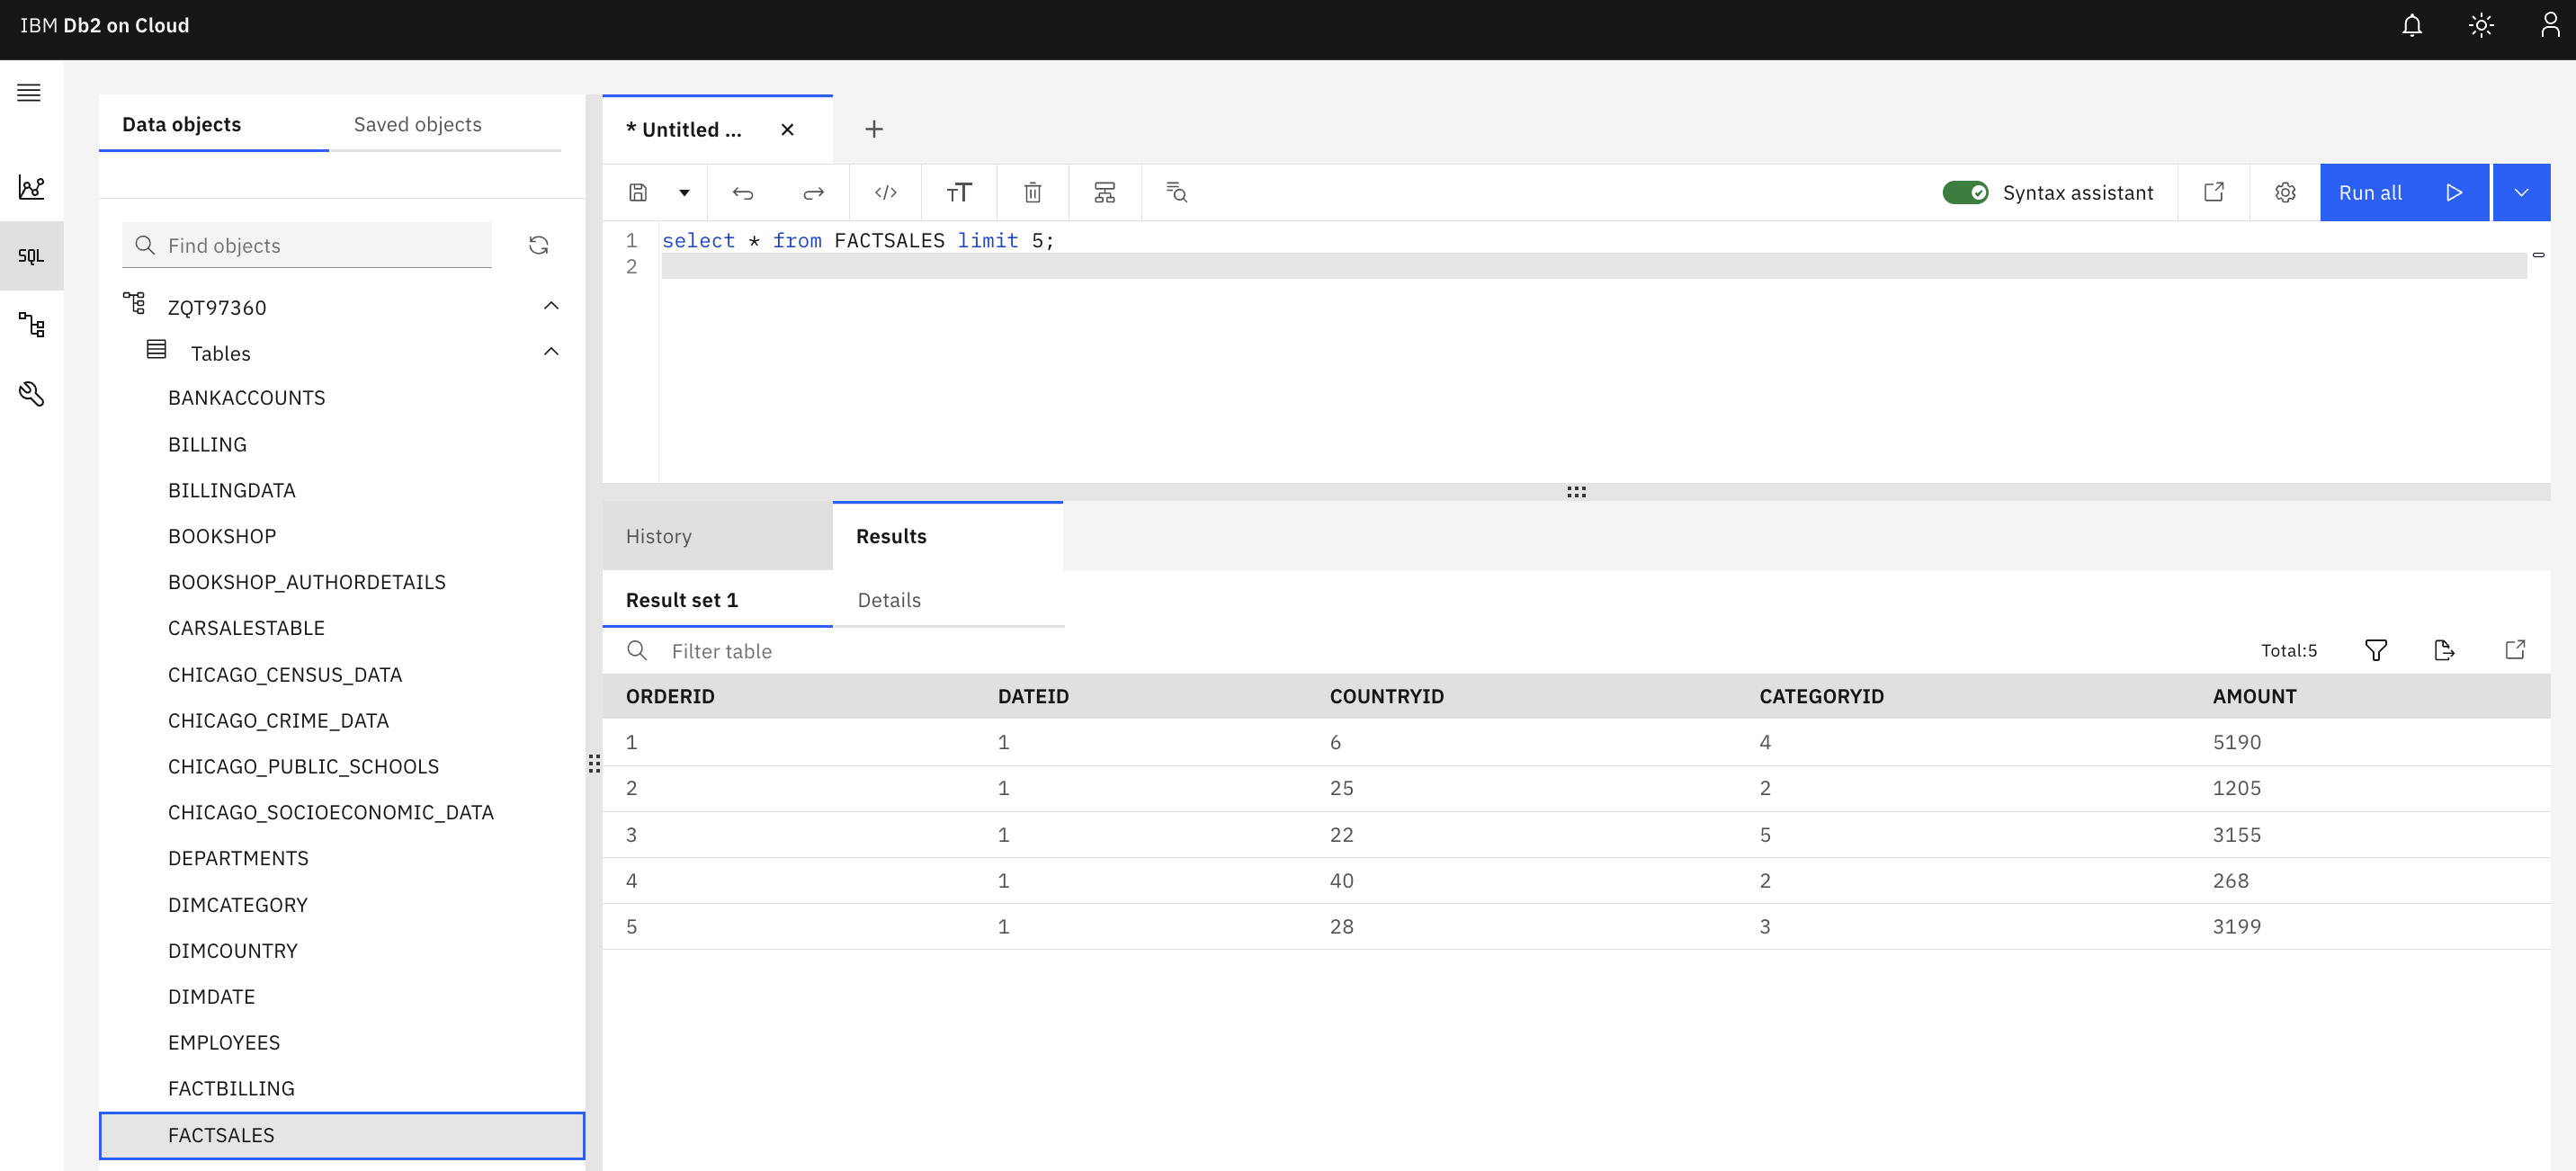 IBM Db2 on Cloud
Data objects
Saved objects
SQL
Find objects
ZQT97360
Tables
BANKACCOUNTS
BILLING
BILLINGDATA
BOOKSHOP
BOOKSHOP_AUTHORDETAILS
CARSALESTABLE
CHICAGO_CENSUS_DATA
CHICAGO_CRIME_DATA
CHICAGO_PUBLIC_SCHOOLS
CHICAGO_SOCIOECONOMIC_DATA
DEPARTMENTS
DIMCATEGORY
DIMCOUNTRY
DIMDATE
EMPLOYEES
FACTBILLING
FACTSALES
* Untitled ...
Syntax assistant
Run all
1 select * from FACTSALES limit 5;
2
History
Results
Result set 1
Details
Filter table
Total:5
ORDERID DATEID COUNTRYID CATEGORYID AMOUNT
1 1 6 4 5190
2 1 25 2 1205
3 1 22 5 3155
4 1 40 2 268
5 1 28 3 3199